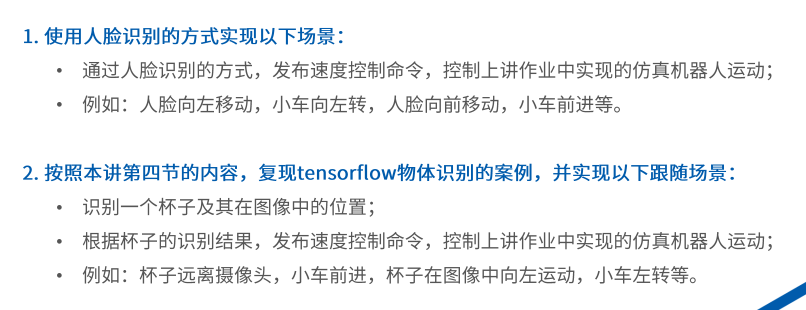 1. 使用人脸识别的方式实现以下场景：
• 通过人脸识别的方式，发布速度控制命令，控制上讲作业中实现的仿真机器人运动；
• 例如：人脸向左移动，小车向左转，人脸向前移动，小车前进等。
2. 按照本讲第四节的内容，复现tensorflow物体识别的案例，并实现以下跟随场景：
• 识别一个杯子及其在图像中的位置；
• 根据杯子的识别结果，发布速度控制命令，控制上讲作业中实现的仿真机器人运动；
• 例如：杯子远离摄像头，小车前进，杯子在图像中向左运动，小车左转等。